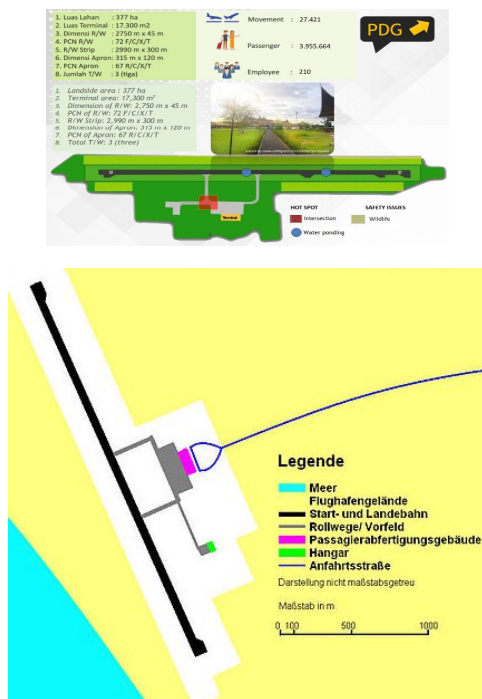 1. Luas Lahan : 377 ha
2. Luas Terminal : 17.300 m2
3. Dimensi R/W : 2750 m x 45 m
4. PCN R/W : 72 F/C/X/T
5. R/W Strip : 2990 m x 300 m
6. Dimensi Apron: 315 m x 120 m
7. PCN Apron : 67 R/C/X/T
8. Jumlah T/W : 3 (tiga)
Movement : 27.421
Passenger : 3.955.664
Employee : 210
PDG
1. Landside area : 377 ha
2. Terminal area : 17,300 m²
3. Dimension of R/W: 2,750 m x 45 m
4. PCN of R/W: 72 F/C/X/T
5. R/W Strip: 2,990 m x 300 m
6. Dimension of Apron: 315 m x 120 m
7. PCN of Apron: 67 R/C/X/T
8. Total T/W: 3 (three)
Terminal
HOT SPOT
Intersection
Water ponding
SAFETY ISSUES
Wildlife
Legende
Meer
Flughafengelände
Start- und Landebahn
Rollwege/ Vorfeld
Passagierabfertigungsgebäude
Hangar
Anfahrtsstraße
Darstellung nicht maßstabsgetreu
Maßstab in m
0 100 500 1000